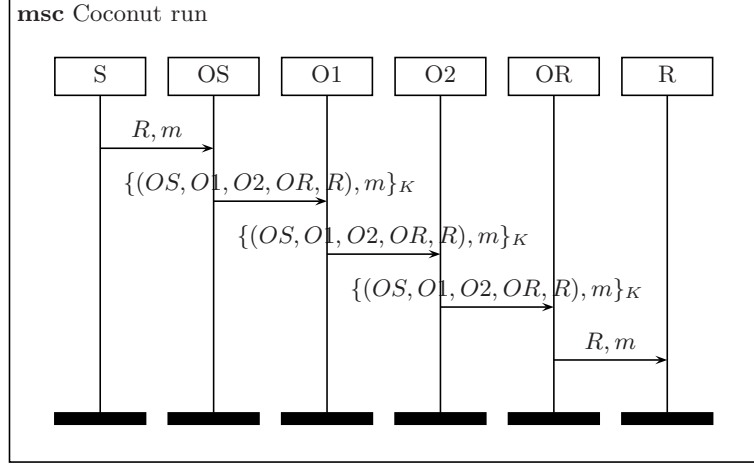 msc Coconut run
S OS O1 O2 OR R
R, m
{(OS, O1, O2, OR, R), m}_K
{(OS, O1, O2, OR, R), m}_K
{(OS, O1, O2, OR, R), m}_K
R, m